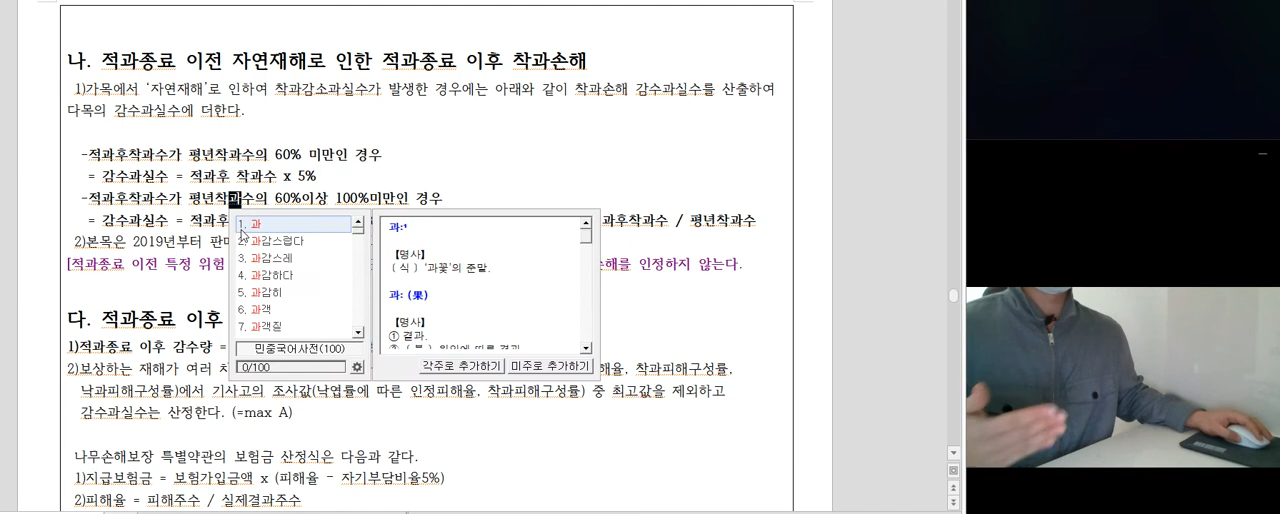 나. 적과종료 이전 자연재해로 인한 적과종료 이후 착과손해
1)가목에서 ‘자연재해’로 인하여 착과감소과실수가 발생한 경우에는 아래와 같이 착과손해 감수과실수를 산출하여
다목의 감수과실수에 더한다.
-적과후착과수가 평년착과수의 60% 미만인 경우
= 감수과실수 = 적과후 착과수 x 5%
-적과후착과수가 평년착과수의 60%이상 100%미만인 경우
= 감수과실수 = 적과후 과후착과수 / 평년착과수
2)본목은 2019년부터
[적과종료 이전 특정 위험 손해를 인정하지 않는다.
다. 적과종료 이후
1)적과종료 이후 감수량 =
2)보상하는 재해가 여러 해율, 착과피해구성률,
낙과피해구성률)에서 기사고의 조사값(낙엽률에 따른 인정피해율, 착과피해구성률) 중 최고값을 제외하고
감수과실수는 산정한다. (=max A)
나무손해보장 특별약관의 보험금 산정식은 다음과 같다.
1)지급보험금 = 보험가입금액 x (피해율 - 자기부담비율5%)
2)피해율 = 피해주수 / 실제결과주수
1. 과
2. 과감스럽다
3. 과감스레
4. 과감하다
5. 과감히
6. 과객
7. 과객질
민중국어사전(100)
0/100
과:¹
【명사】
〔식〕 ‘과꽃’의 준말.
과: (果)
【명사】
① 결과.
각주로 추가하기 미주로 추가하기